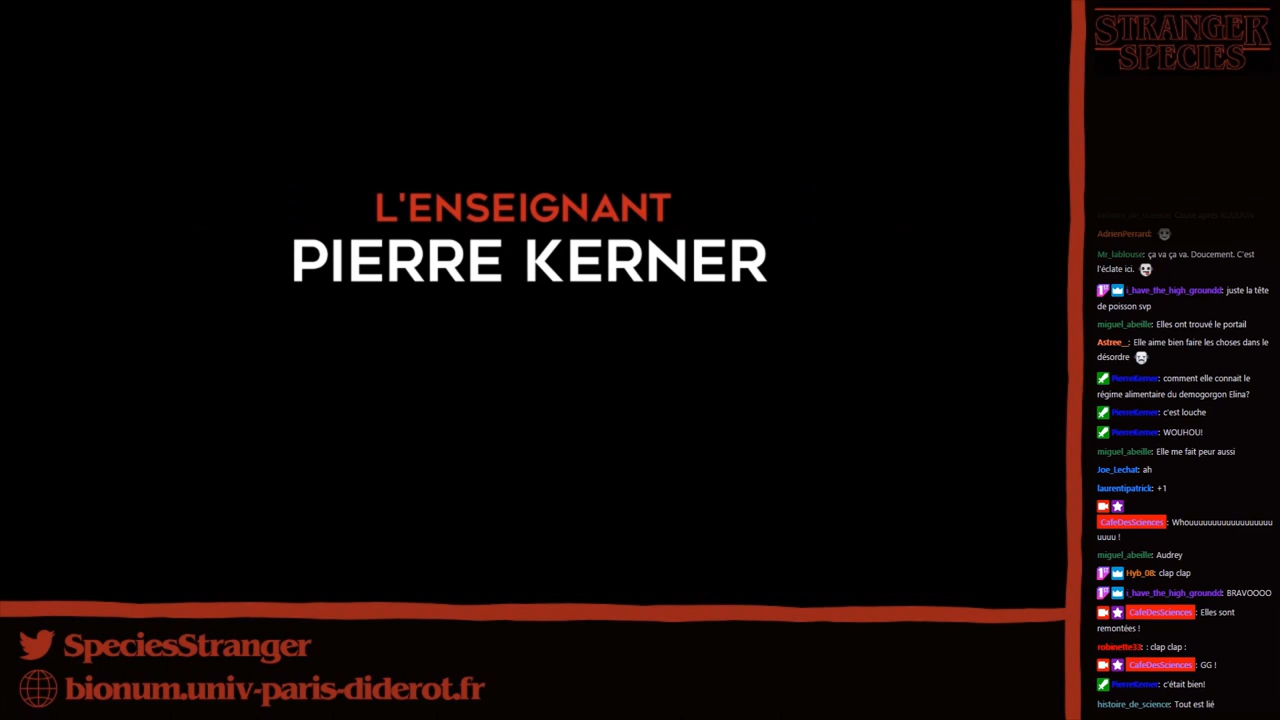 L'ENSEIGNANT
PIERRE KERNER
SpeciesStranger
bionum.univ-paris-diderot.fr
STRANGER
SPECIES
AdrienPerrard:
Mr_lablouse: ça va ça va. Doucement. C'est
l'éclate ici.
i_have_the_high_groundd: juste la tête
de poisson svp
miguel_abeille: Elles ont trouvé le portail
Astree__: Elle aime bien faire les choses dans le
désordre
PierreKerner: comment elle connait le
régime alimentaire du demogorgon Elina?
PierreKerner: c'est louche
PierreKerner: WOUHOU!
miguel_abeille: Elle me fait peur aussi
Joe_Lechat: ah
laurentipatrick: +1
CafeDesSciences: Whouuuuuuuuuuuuuuuuuu
uuuu !
miguel_abeille: Audrey
Hyb_08: clap clap
i_have_the_high_groundd: BRAVOOOO
CafeDesSciences: Elles sont
remontées !
robinette33: : clap clap :
CafeDesSciences: GG !
PierreKerner: c'était bien!
histoire_de_science: Tout est lié